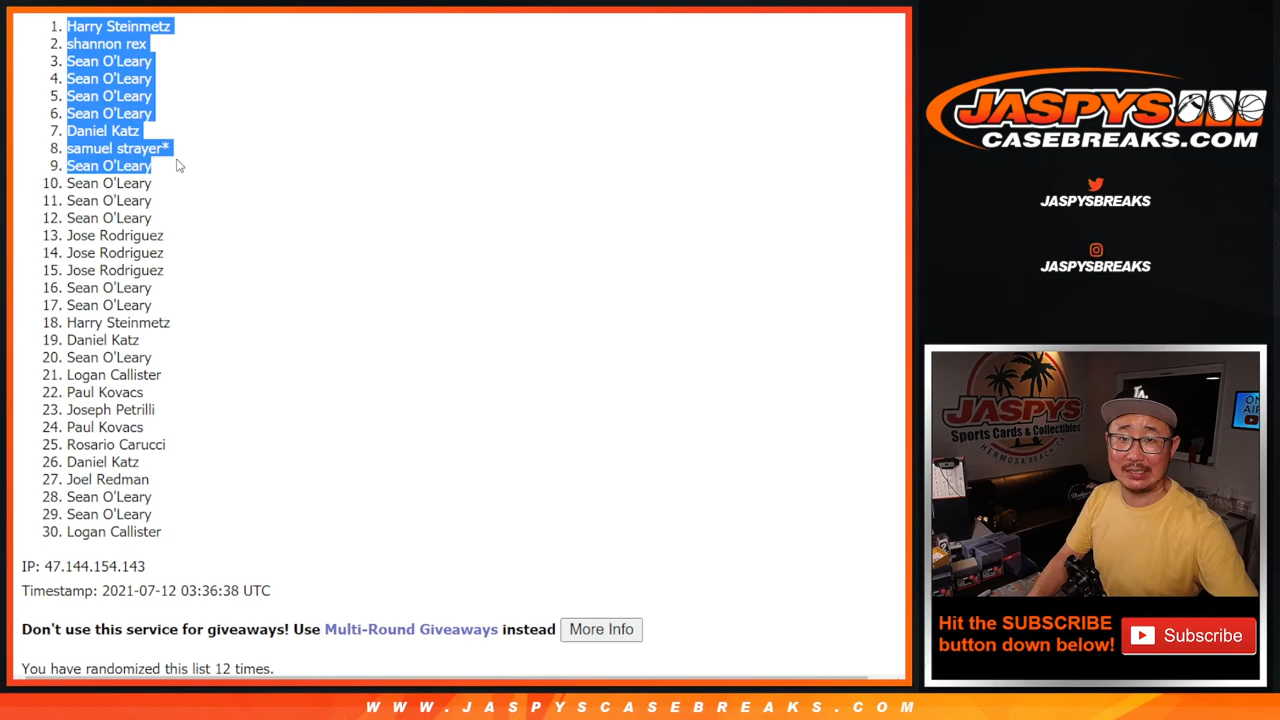 1. Harry Steinmetz
2. shannon rex
3. Sean O'Leary
4. Sean O'Leary
5. Sean O'Leary
6. Sean O'Leary
7. Daniel Katz
8. samuel strayer*
9. Sean O'Leary
10. Sean O'Leary
11. Sean O'Leary
12. Sean O'Leary
13. Jose Rodriguez
14. Jose Rodriguez
15. Jose Rodriguez
16. Sean O'Leary
17. Sean O'Leary
18. Harry Steinmetz
19. Daniel Katz
20. Sean O'Leary
21. Logan Callister
22. Paul Kovacs
23. Joseph Petrilli
24. Paul Kovacs
25. Rosario Carucci
26. Daniel Katz
27. Joel Redman
28. Sean O'Leary
29. Sean O'Leary
30. Logan Callister
IP: 47.144.154.143
Timestamp: 2021-07-12 03:36:38 UTC
Don't use this service for giveaways! Use Multi-Round Giveaways instead More Info
You have randomized this list 12 times.
JASPYS
CASEBREAKS.COM
JASPYSBREAKS
JASPYSBREAKS
JASPYS
Sports Cards & Collectibles
HERMOSA BEACH, CA
LA
ON
AIR
Hit the SUBSCRIBE
button down below!
Subscribe
WWW.JASPYSCASEBREAKS.COM